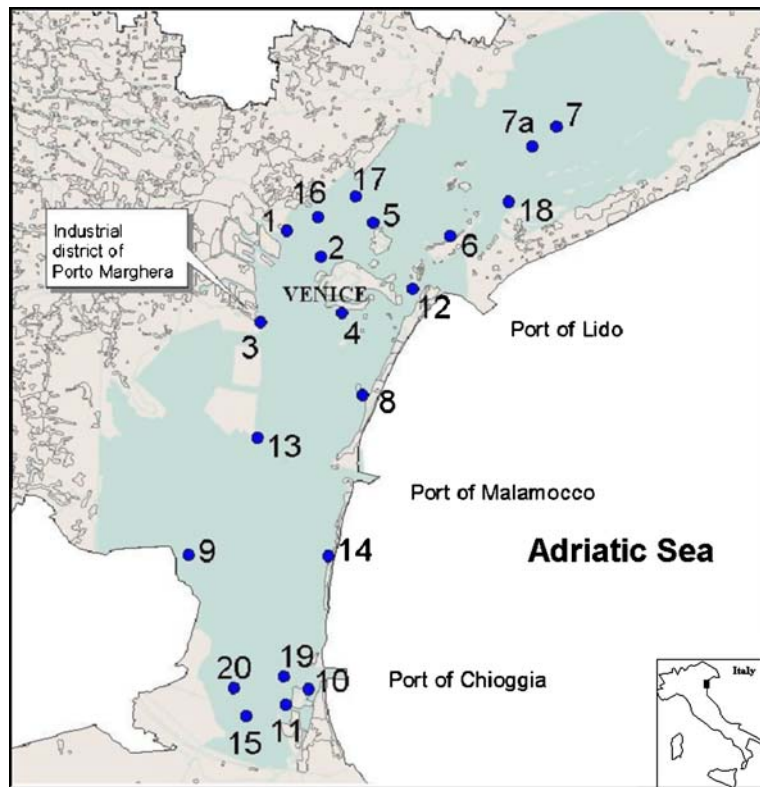 7
7a
17
16
5
18
1
6
Industrial
district of
Porto Marghera
2
VENICE
12
4
Port of Lido
3
8
13
Port of Malamocco
9
14
Adriatic Sea
19
20
10
Port of Chioggia
Italy
11
15